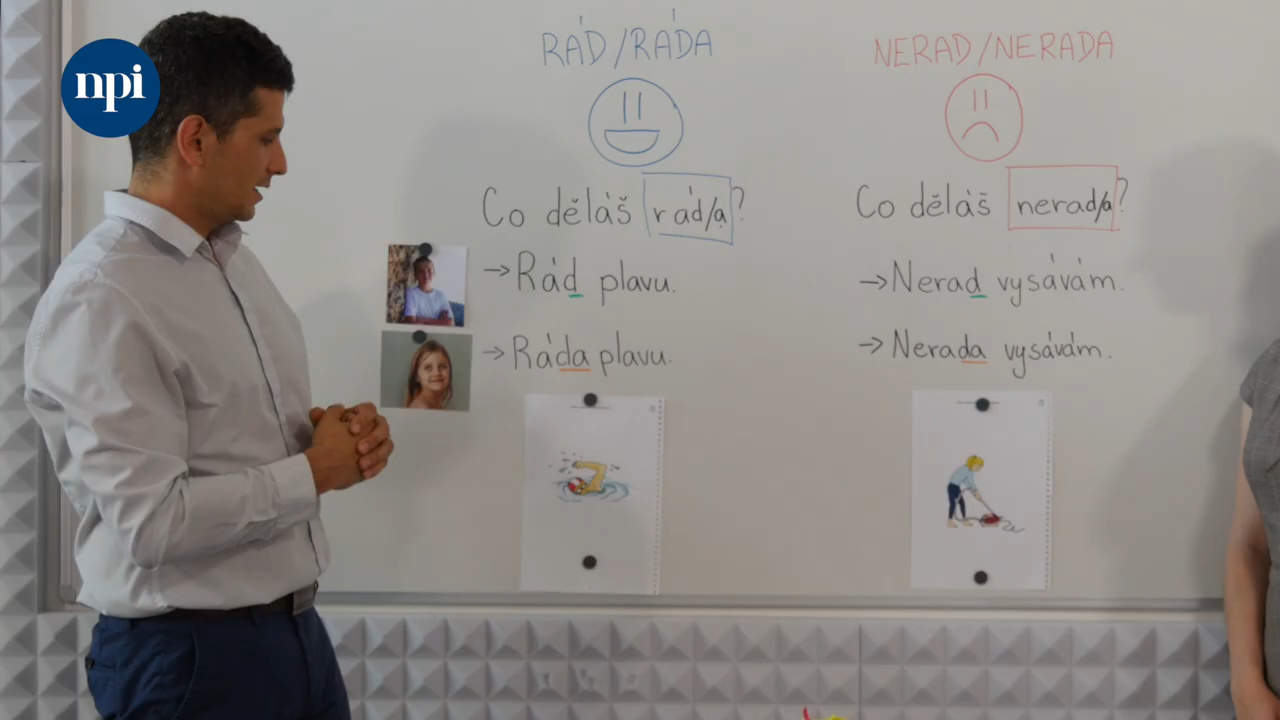 npi
RÁD/RÁDA
Co děláš rád/a?
→Rád plavu.
→Ráda plavu.
NERAD/NERADA
Co děláš nerad/a?
→Nerad vysávám.
→Nerada vysávám.